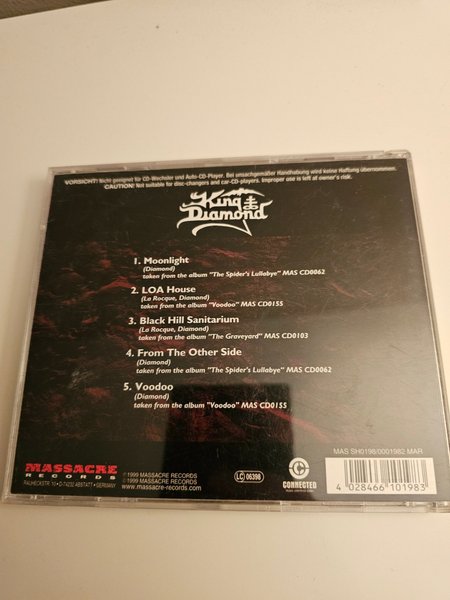 VORSICHT! Nicht geeignet für CD-Wechsler und Auto-CD-Player. Bei unsachgemäßer Handhabung wird keine Haftung übernommen.
CAUTION: Not suitable for disc-changers and car-CD-players. Improper use is left at owner's risk.
King
Diamond
1. Moonlight
(Diamond)
taken from the album "The Spider's Lullabye" MAS CD0062
2. LOA House
(La Rocque, Diamond)
taken from the album "Voodoo" MAS CD0155
3. Black Hill Sanitarium
(La Rocque, Diamond)
taken from the album "The Graveyard" MAS CD0103
4. From The Other Side
(Diamond)
taken from the album "The Spider's Lullabye" MAS CD0062
5. Voodoo
(Diamond)
taken from the album "Voodoo" MAS CD0155
MAS SH0198/0001982 MAR
MASSACRE
RECORDS
RAUHECKSTR. 10 • D-74232 ABSTATT • GERMANY
℗1999 MASSACRE RECORDS
©1999 MASSACRE RECORDS
www.massacre-records.com
LC 06398
CONNECTED
4 028466 101983